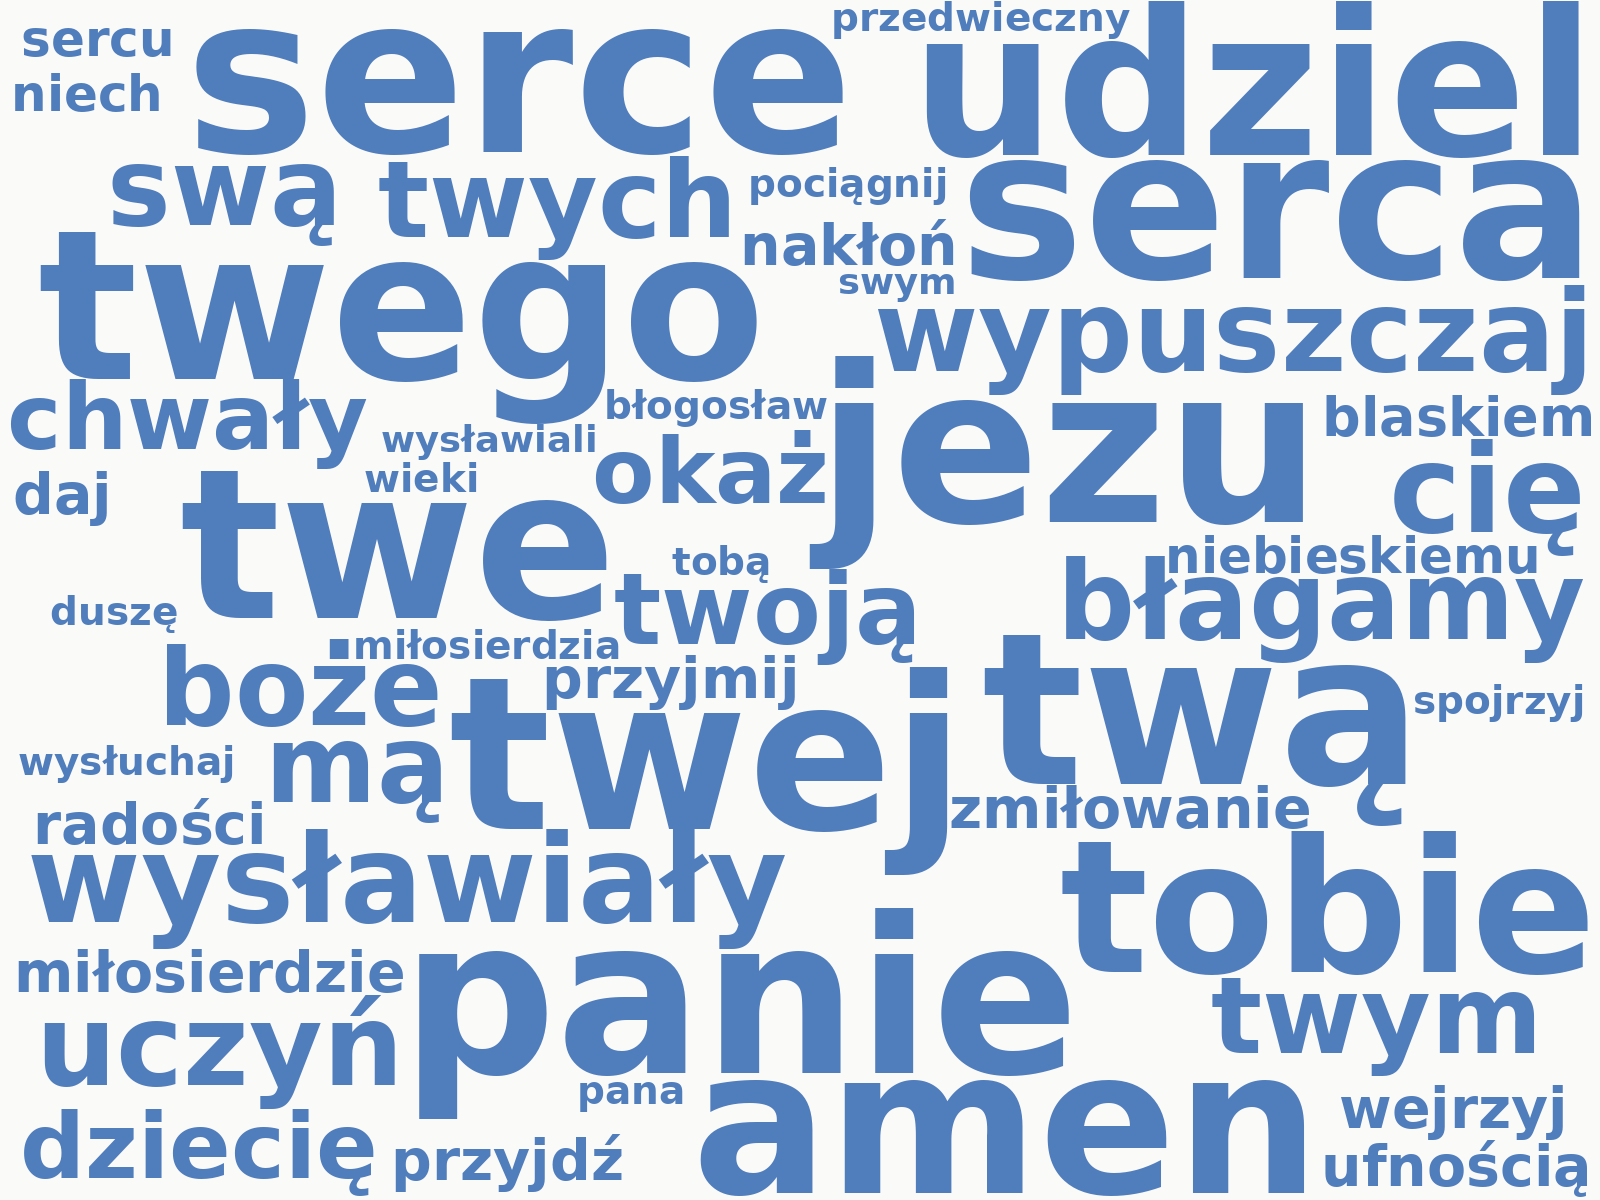 przedwieczny
sercu
serce
udziel
niech
swą
twych
pociągnij
serca
twego
nakłoń
swym
wypuszczaj
chwały
błogosław
jezu
blaskiem
wysławiali
okaż
cię
daj
twe
wieki
niebieskiemu
tobą
twoją
błagamy
duszę
miłosierdzia
boże
przyjmij
twą
twej
spojrzyj
wysłuchaj
mą
radości
zmiłowanie
wysławiały
tobie
miłosierdzie
panie
twym
uczyń
pana
amen
wejrzyj
dziecię
przyjdź
ufnością